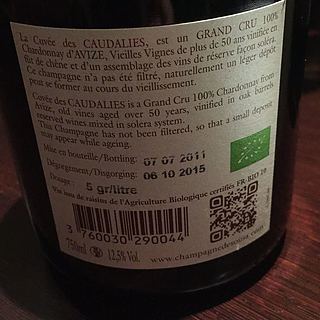 La Cuvée des CAUDALIES, est un GRAND CRU 100%
Chardonnay d'AVIZE, Vieilles Vignes de plus de 50 ans vinifiée en
fût de chêne et d'un assemblage des vins de réserve façon soléra.
Ce champagne n'a pas été filtré, naturellement un léger dépôt
peut se former au cours du vieillissement.
Cuvée des CAUDALIES is a Grand Cru 100% Chardonnay from
Avize, old vines aged over 50 years, vinified in oak barrels,
reserved wines mixed in solera system.
This Champagne has not been filtered, so that a small deposit
may appear while ageing.
Mise en bouteille/Bottling: 07 07 2011
Dégorgement/Disgorging: 06 10 2015
Dosage : 5 gr/litre
Vin issu de raisins de l'Agriculture Biologique certifiés FR-BIO 10
3 760030 290044
750ml 12,5% Vol.
www.champagnedesousa.com